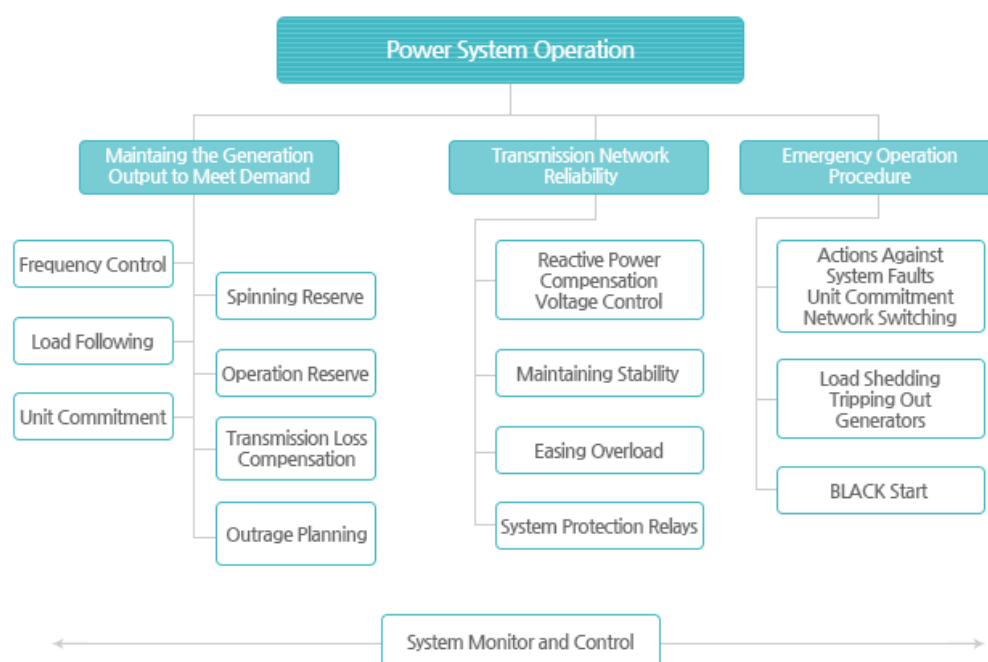 Power System Operation
Maintaing the Generation
Output to Meet Demand
Frequency Control
Load Following
Unit Commitment
Spinning Reserve
Operation Reserve
Transmission Loss
Compensation
Outrage Planning
Transmission Network
Reliability
Reactive Power
Compensation
Voltage Control
Maintaining Stability
Easing Overload
System Protection Relays
Emergency Operation
Procedure
Actions Against
System Faults
Unit Commitment
Network Switching
Load Shedding
Tripping Out
Generators
BLACK Start
System Monitor and Control